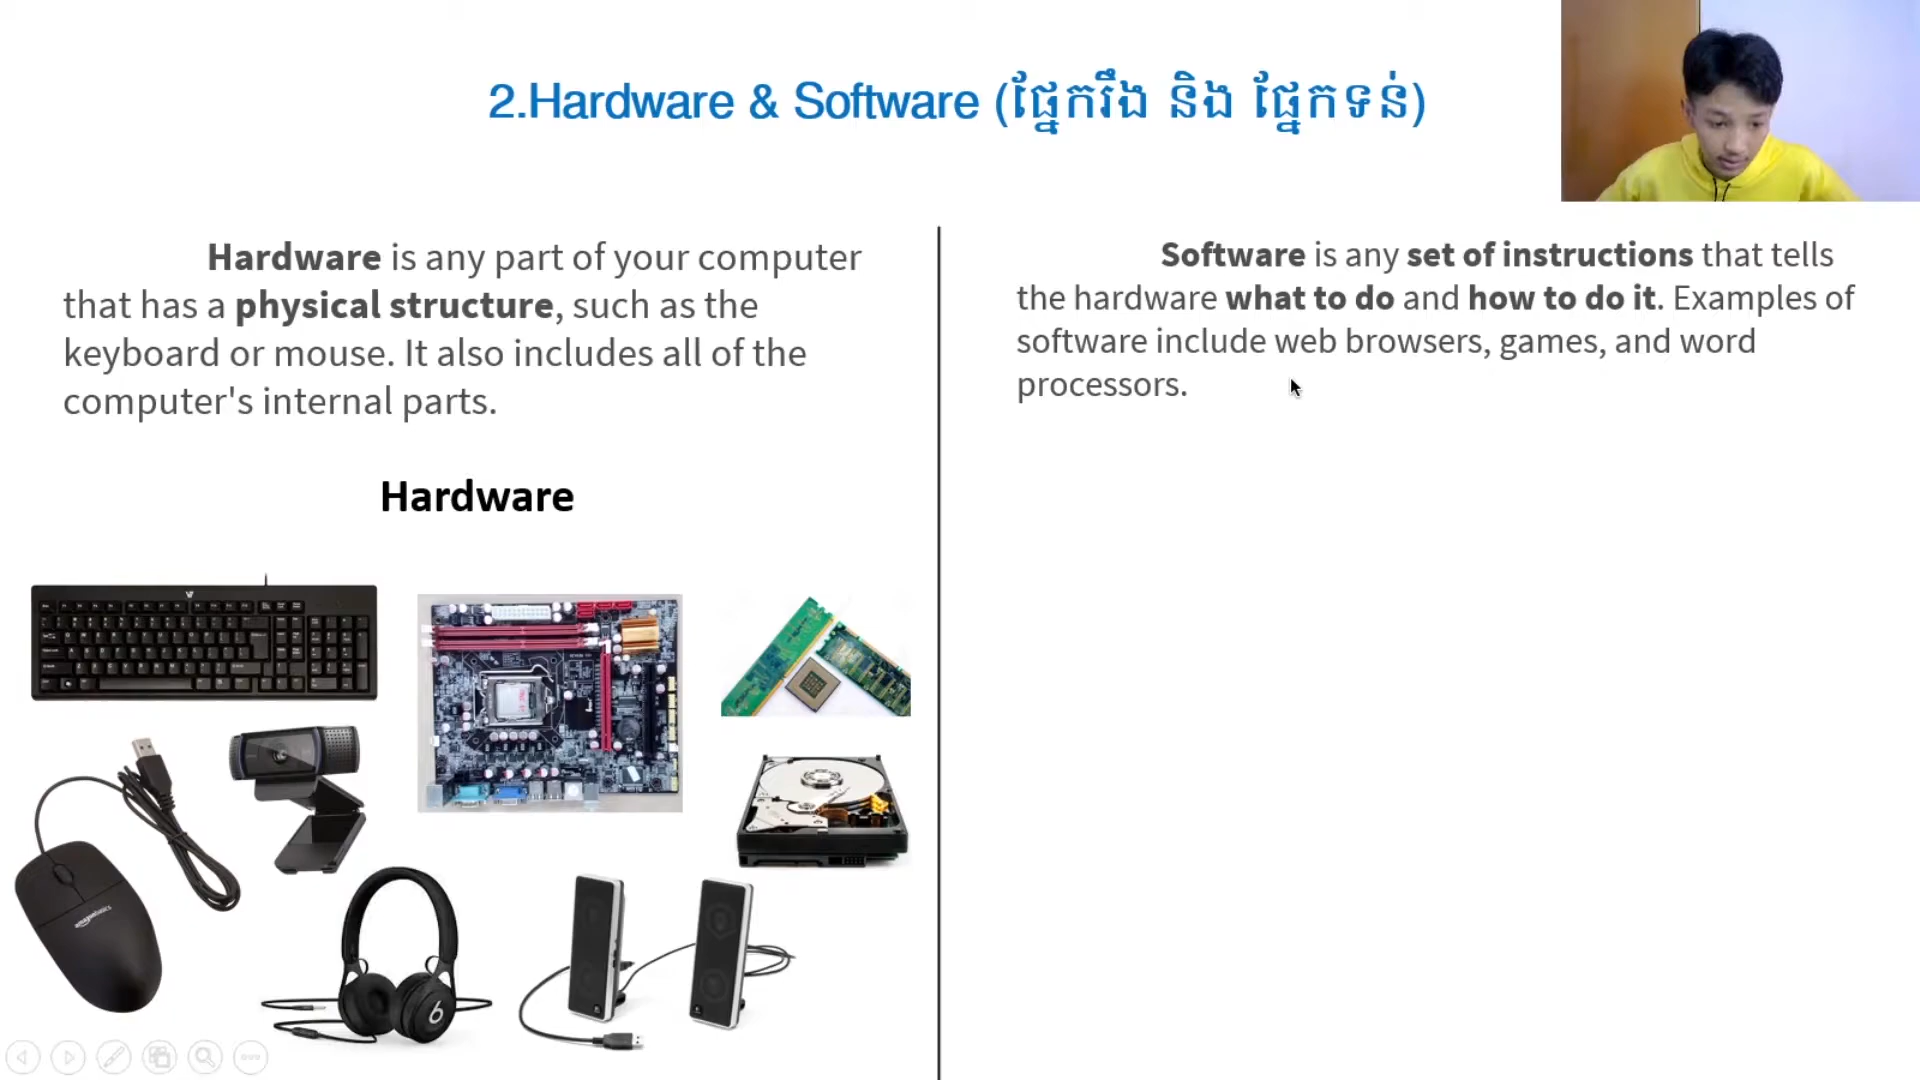 2.Hardware & Software (ផ្នែករឹង និង ផ្នែកទន់)
Hardware is any part of your computer
that has a physical structure, such as the
keyboard or mouse. It also includes all of the
computer's internal parts.
Hardware
amazonbasics
Software is any set of instructions that tells
the hardware what to do and how to do it. Examples of
software include web browsers, games, and word
processors.